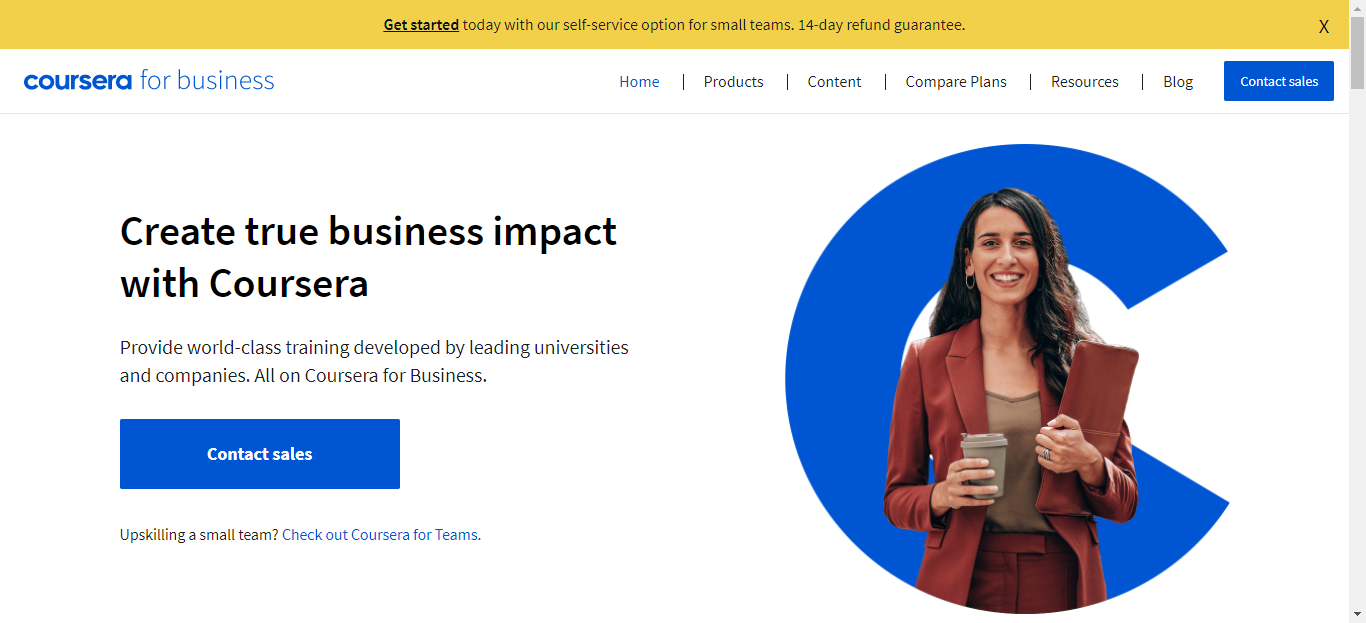 Get started today with our self-service option for small teams. 14-day refund guarantee.
X
coursera for business
Home | Products | Content | Compare Plans | Resources | Blog
Contact sales
Create true business impact
with Coursera
Provide world-class training developed by leading universities
and companies. All on Coursera for Business.
Contact sales
Upskilling a small team? Check out Coursera for Teams.